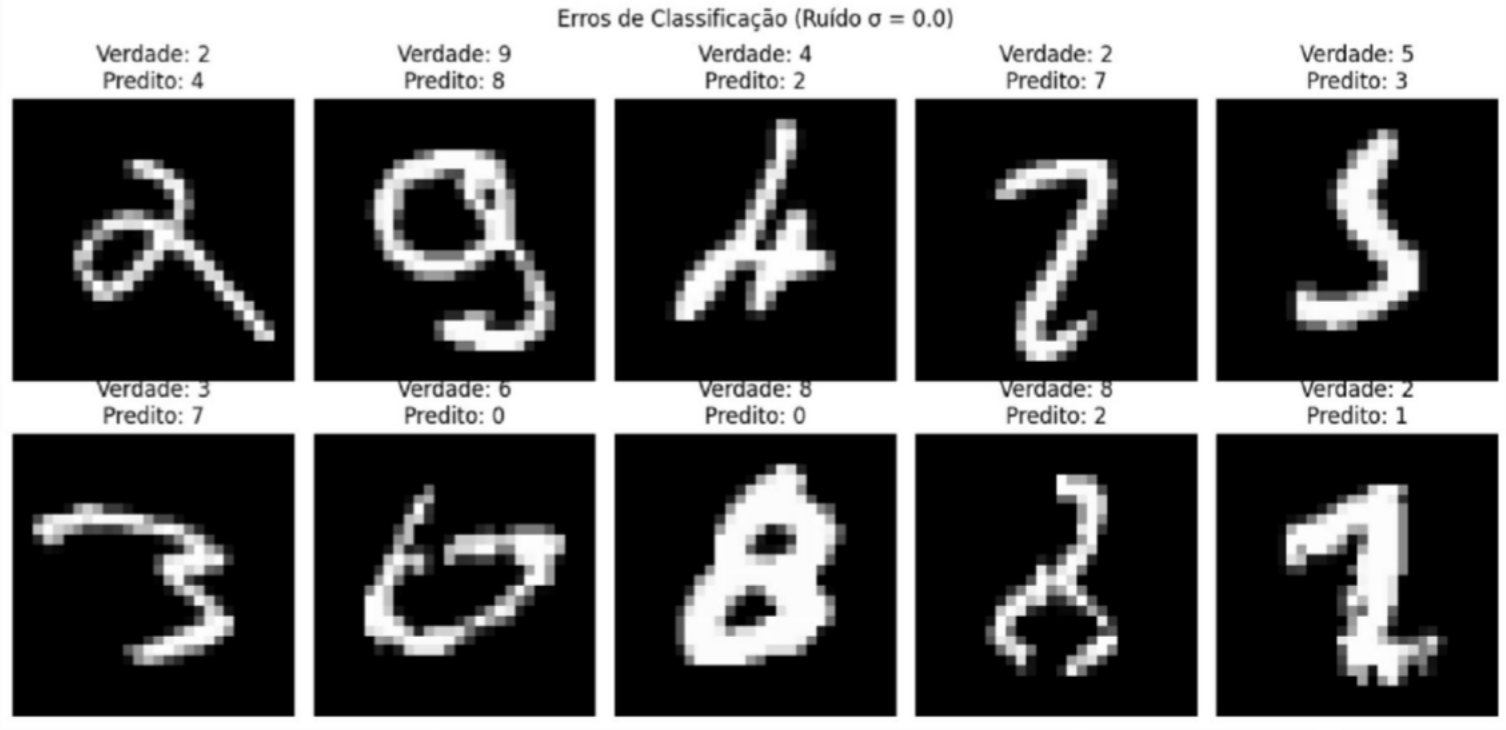 Erros de Classificação (Ruído σ = 0.0)
Verdade: 2
Predito: 4
Verdade: 9
Predito: 8
Verdade: 4
Predito: 2
Verdade: 2
Predito: 7
Verdade: 5
Predito: 3
Verdade: 3
Predito: 7
Verdade: 6
Predito: 0
Verdade: 8
Predito: 0
Verdade: 8
Predito: 2
Verdade: 2
Predito: 1